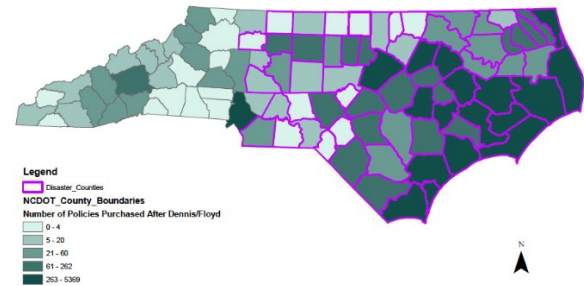 Legend
Disaster_Counties
NCDOT_County_Boundaries
Number of Policies Purchased After Dennis/Floyd
0 - 4
5 - 20
21 - 60
61 - 262
263 - 5369
N